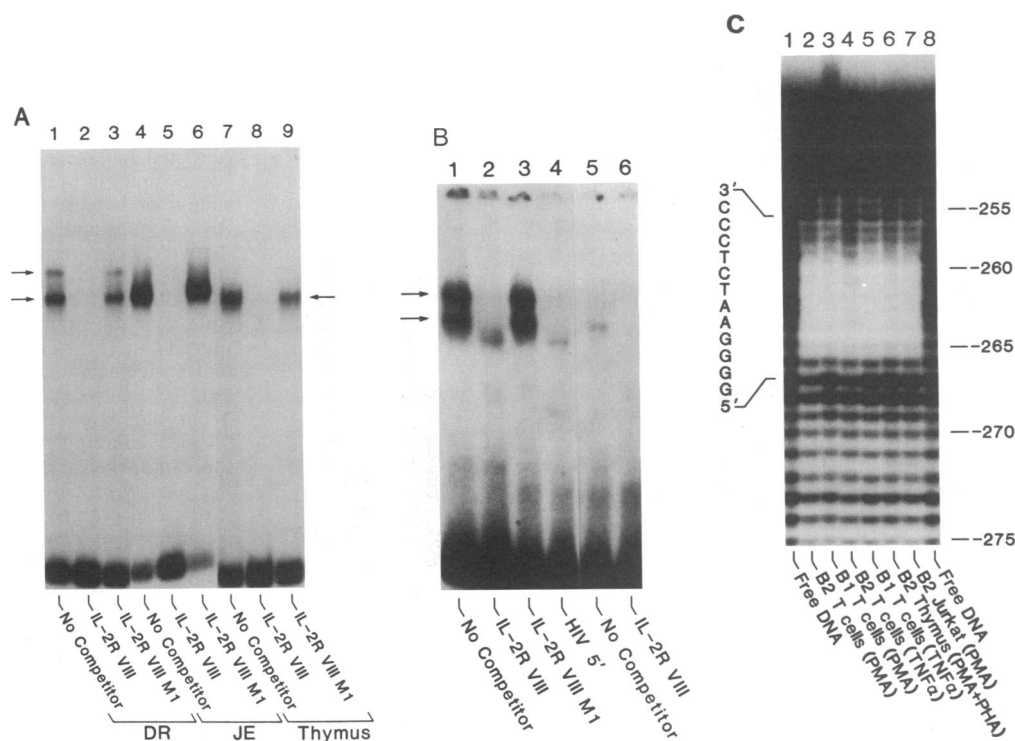 A
1 2 3 4 5 6 7 8 9
No Competitor
IL-2R VIII
IL-2R VIII M1
No Competitor
IL-2R VIII
IL-2R VIII M1
No Competitor
IL-2R VIII
IL-2R VIII M1
DR JE Thymus
B
1 2 3 4 5 6
No Competitor
IL-2R VIII
IL-2R VIII M1
HIV 5'
No Competitor
IL-2R VIII
C
1 2 3 4 5 6 7 8
3'
C
C
C
T
C
T
A
A
G
G
G
G
5'
-255
-260
-265
-270
-275
Free DNA
B2 T cells (PMA)
B1 T cells (PMA)
B2 T cells (TNFα)
B1 T cells (TNFα)
B2 Thymus (PMA+PHA)
B2 Jurkat (PMA)
Free DNA